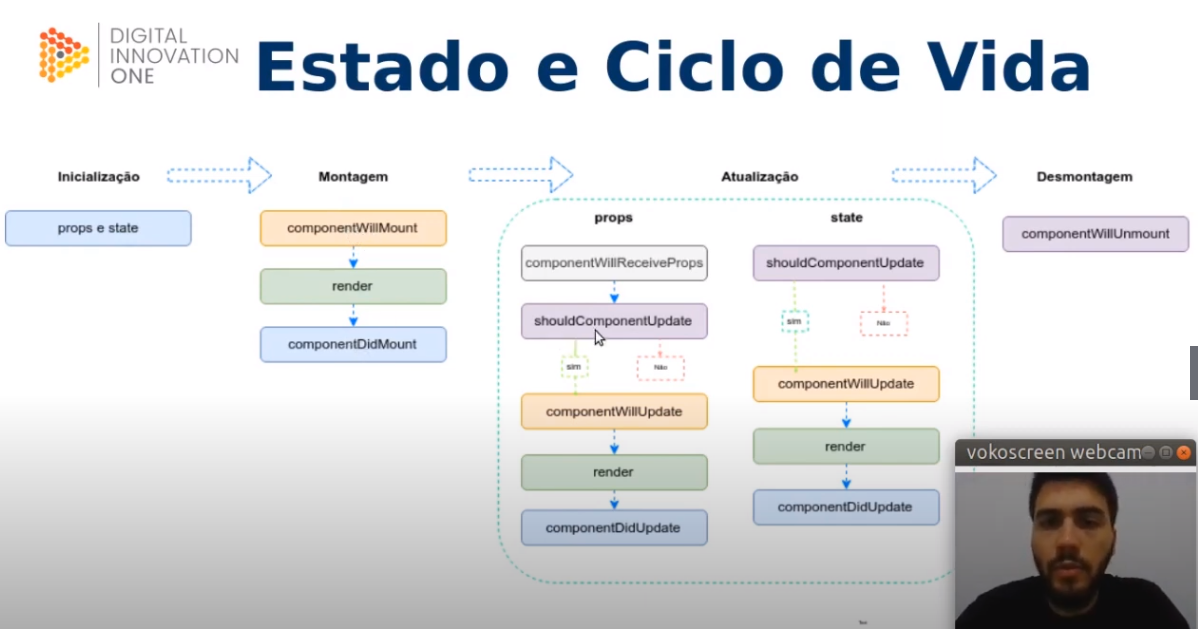 DIGITAL
INNOVATION
ONE
Estado e Ciclo de Vida
Inicialização
Montagem
Atualização
Desmontagem
props e state
componentWillMount
render
componentDidMount
props
componentWillReceiveProps
shouldComponentUpdate
sim
Não
componentWillUpdate
render
componentDidUpdate
state
shouldComponentUpdate
sim
Não
componentWillUpdate
render
componentDidUpdate
componentWillUnmount
vokoscreen webcam